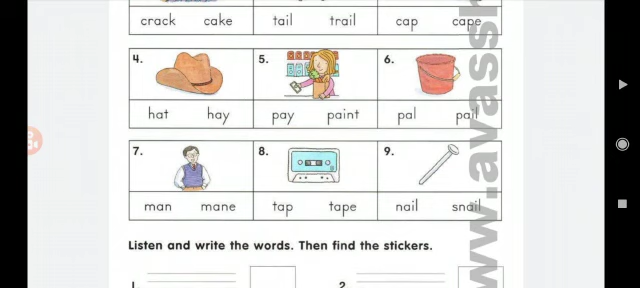 crack cake tail trail cap cape
4. 5. 6.
hat hay pay paint pal pail
7. 8. 9.
man mane tap tape nail snail
Listen and write the words. Then find the stickers.
1. 2.
www.avassh